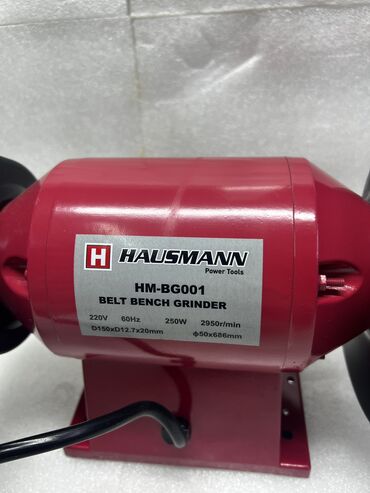 H HAUSMANN
Power Tools
HM-BG001
BELT BENCH GRINDER
220V 60Hz 250W 2950r/min
D150xD12.7x20mm ϕ50x686mm